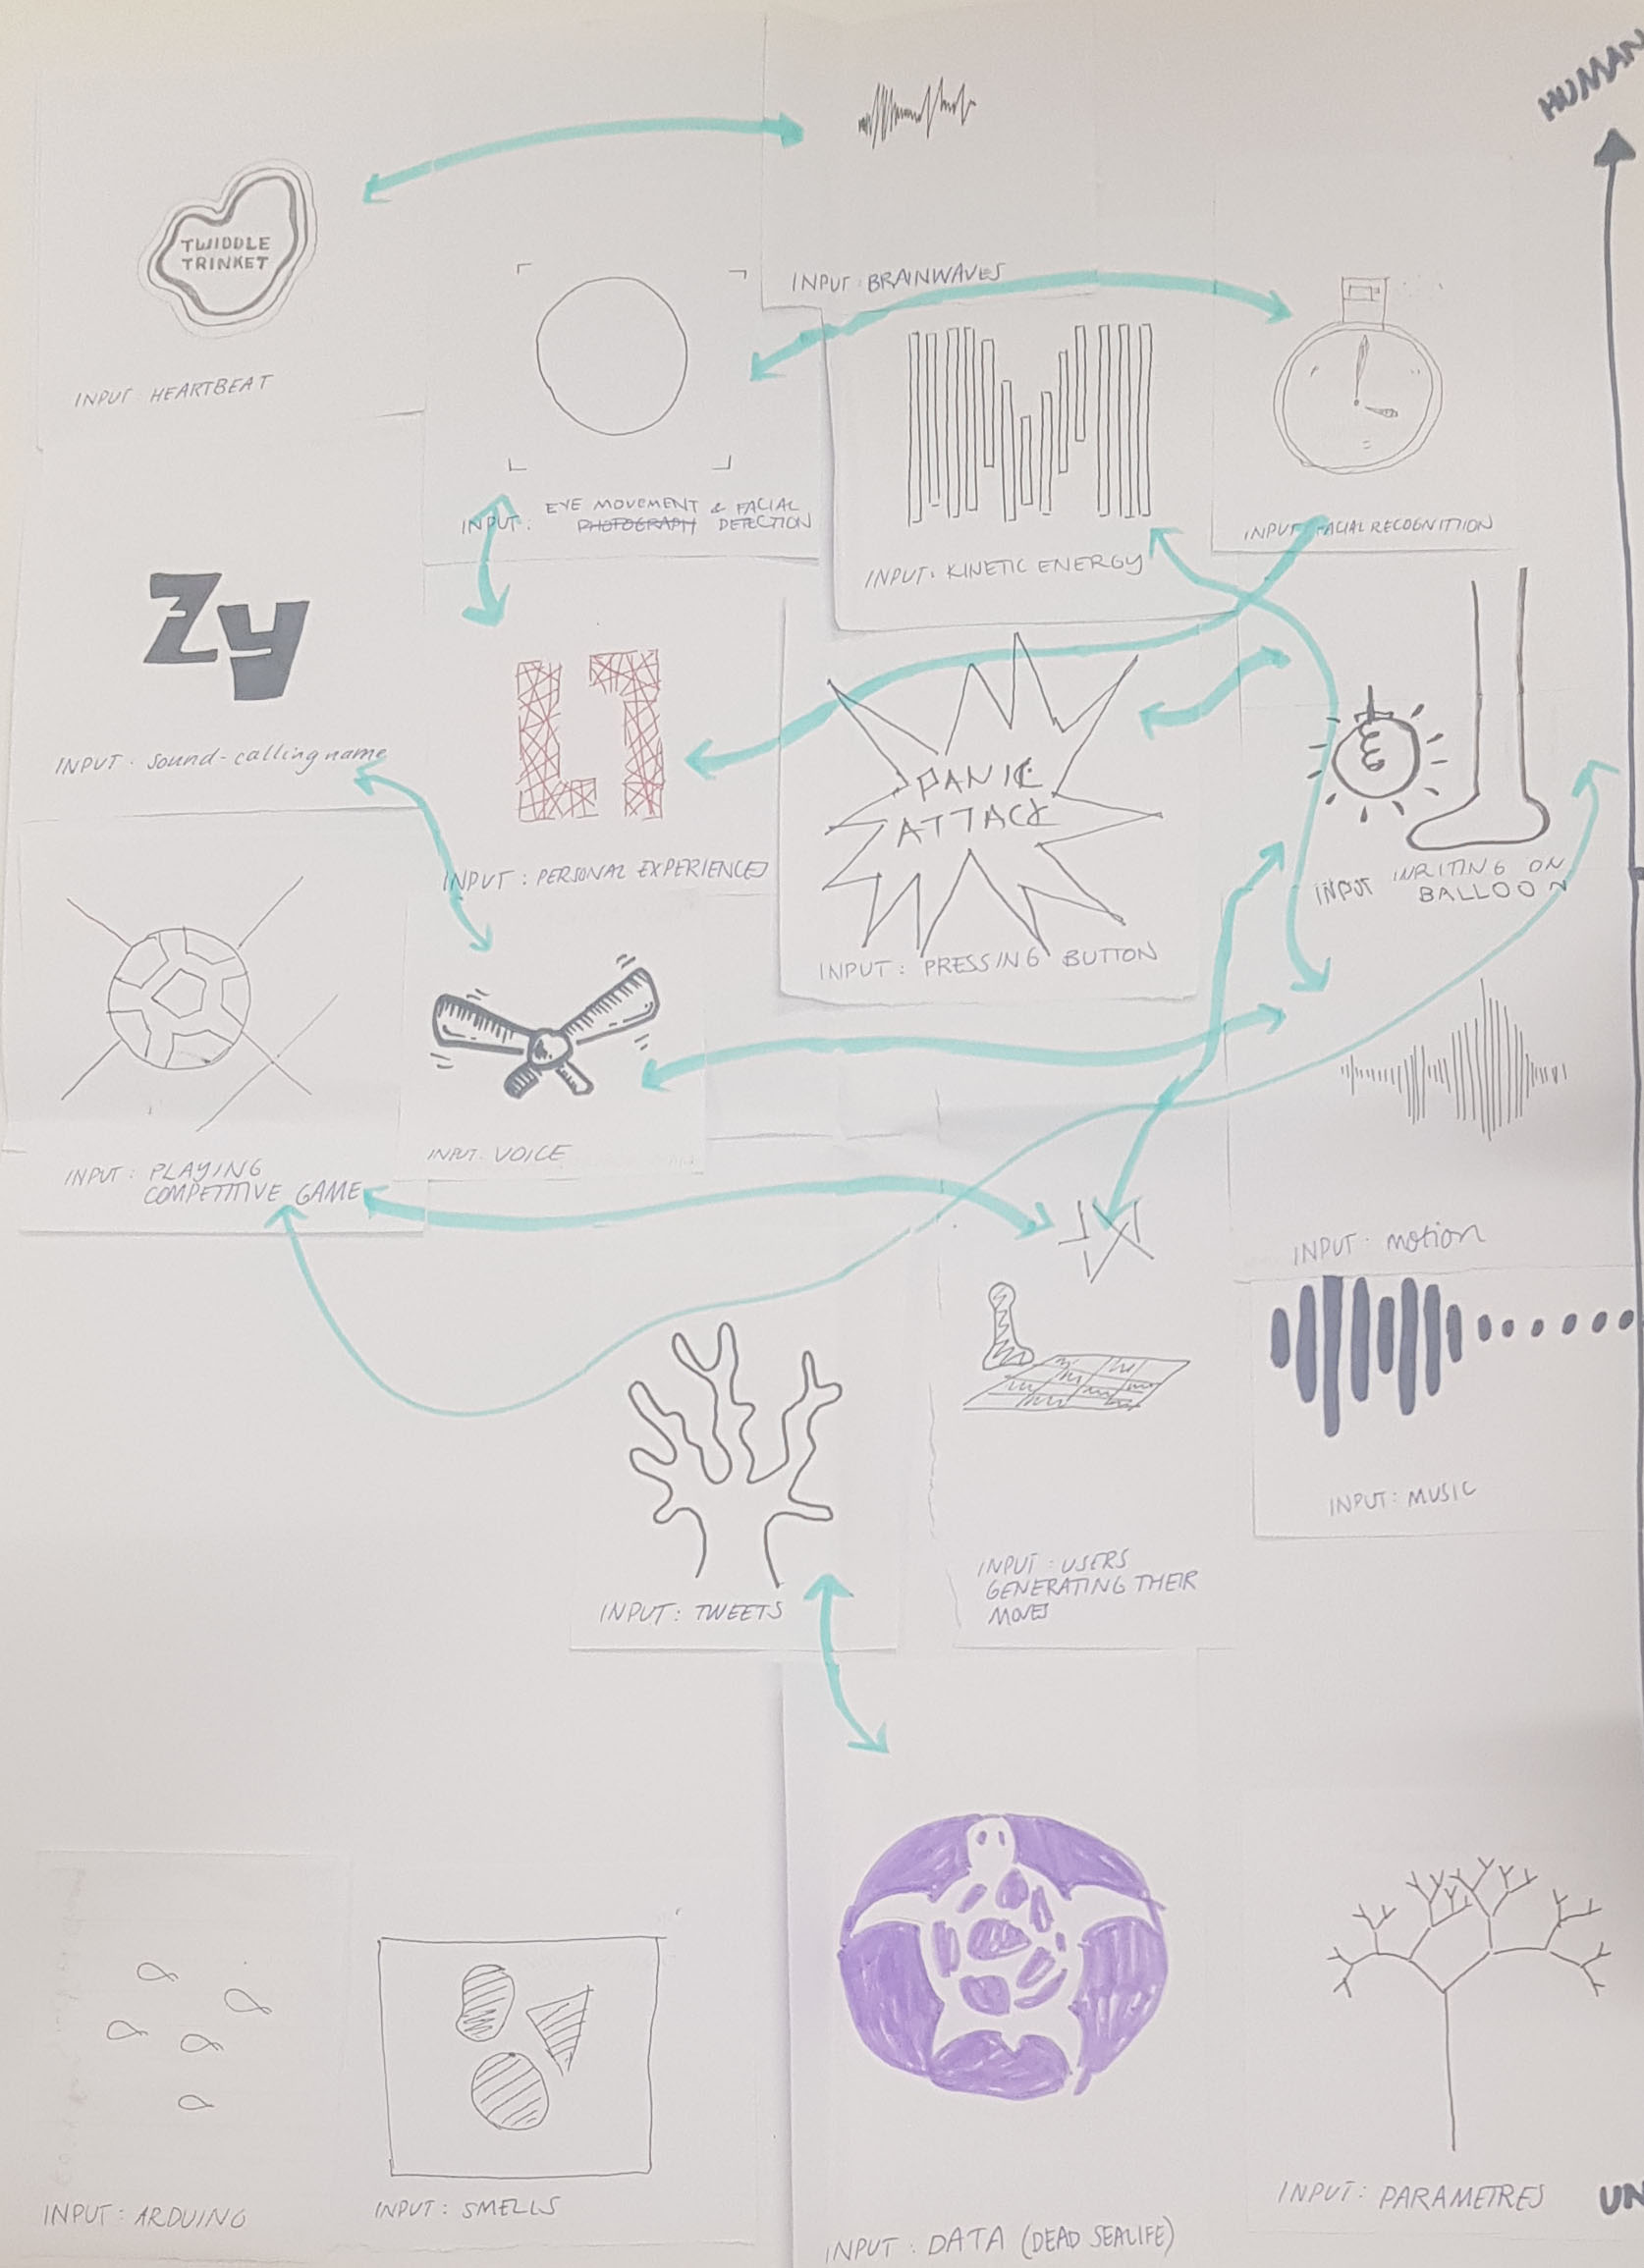 HUMAN
TWIDDLE
TRINKET
INPUT HEARTBEAT
INPUT: BRAINWAVES
INPUT: EYE MOVEMENT & FACIAL
PHOTOGRAPH DETECTION
INPUT: KINETIC ENERGY
INPUT FACIAL RECOGNITION
Zy
INPUT: sound-calling name
INPUT: PERSONAL EXPERIENCES
PANIC
ATTACK
INPUT: PRESSING BUTTON
INPUT WRITING ON
BALLOON
INPUT: PLAYING
COMPETITIVE GAME
INPUT: VOICE
INPUT: motion
INPUT: MUSIC
INPUT: TWEETS
INPUT: USERS
GENERATING THEIR
MOVES
INPUT: ARDUINO
INPUT: SMELLS
INPUT: DATA (DEAD SEALIFE)
INPUT: PARAMETRES
UN